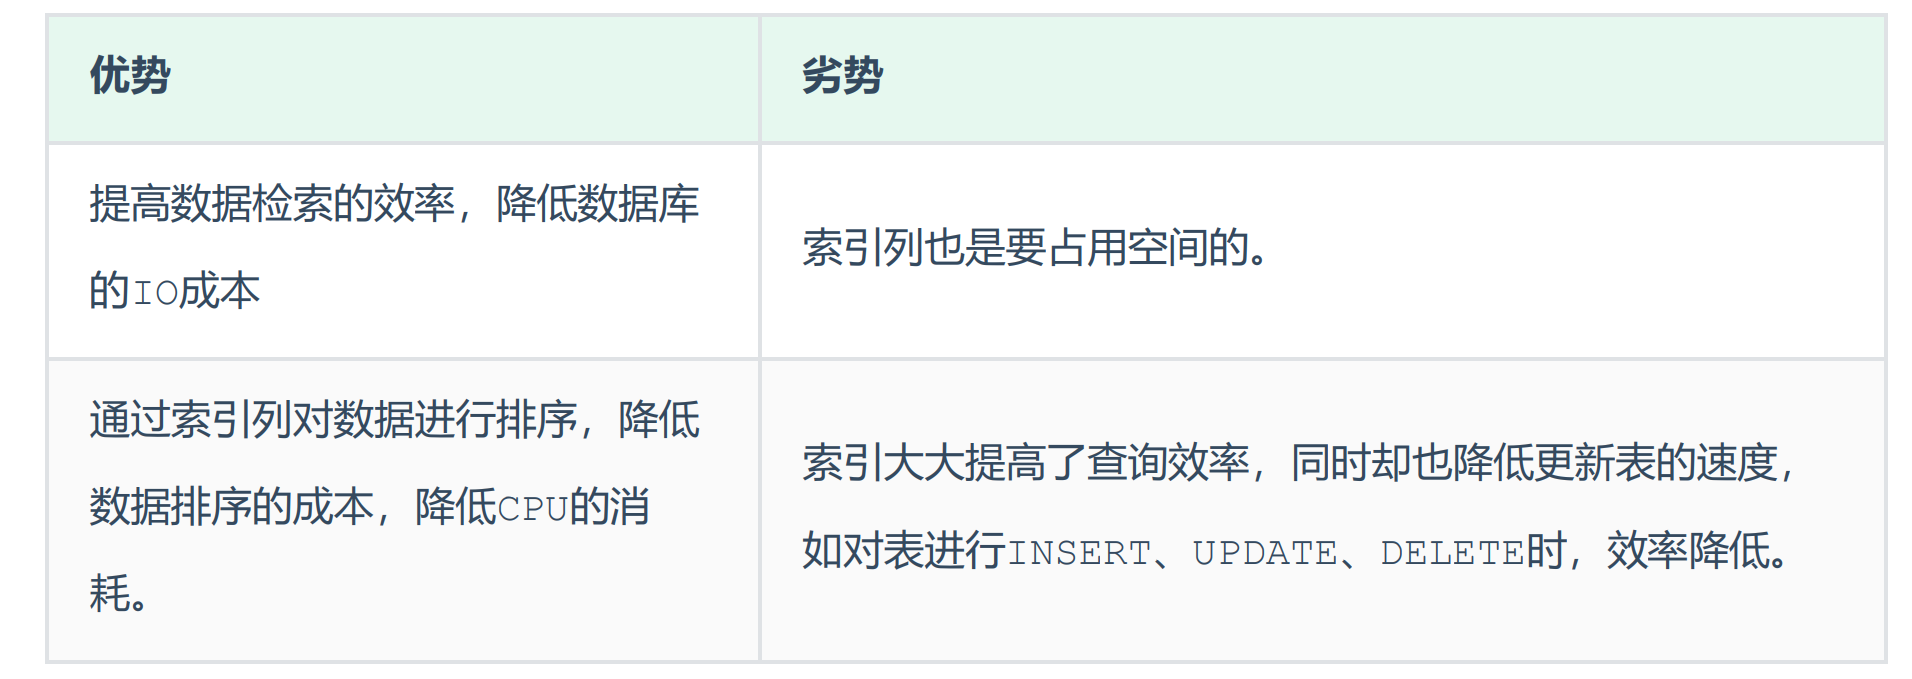 优势
劣势
提高数据检索的效率，降低数据库
的IO成本
索引列也是要占用空间的。
通过索引列对数据进行排序，降低
数据排序的成本，降低CPU的消
耗。
索引大大提高了查询效率，同时却也降低更新表的速度，
如对表进行INSERT、UPDATE、DELETE时，效率降低。